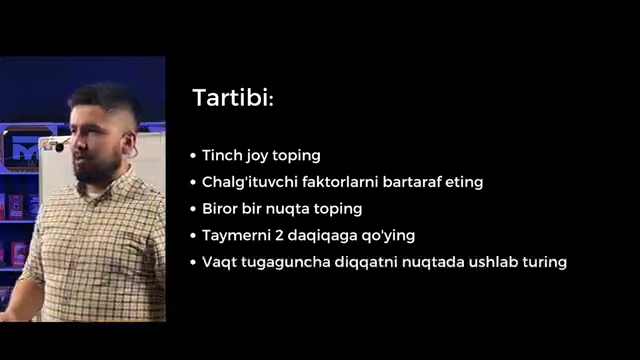 Tartibi:
• Tinch joy toping
• Chalg'ituvchi faktorlarni bartaraf eting
• Biror bir nuqta toping
• Taymerni 2 daqiqaga qo'ying
• Vaqt tugaguncha diqqatni nuqtada ushlab turing